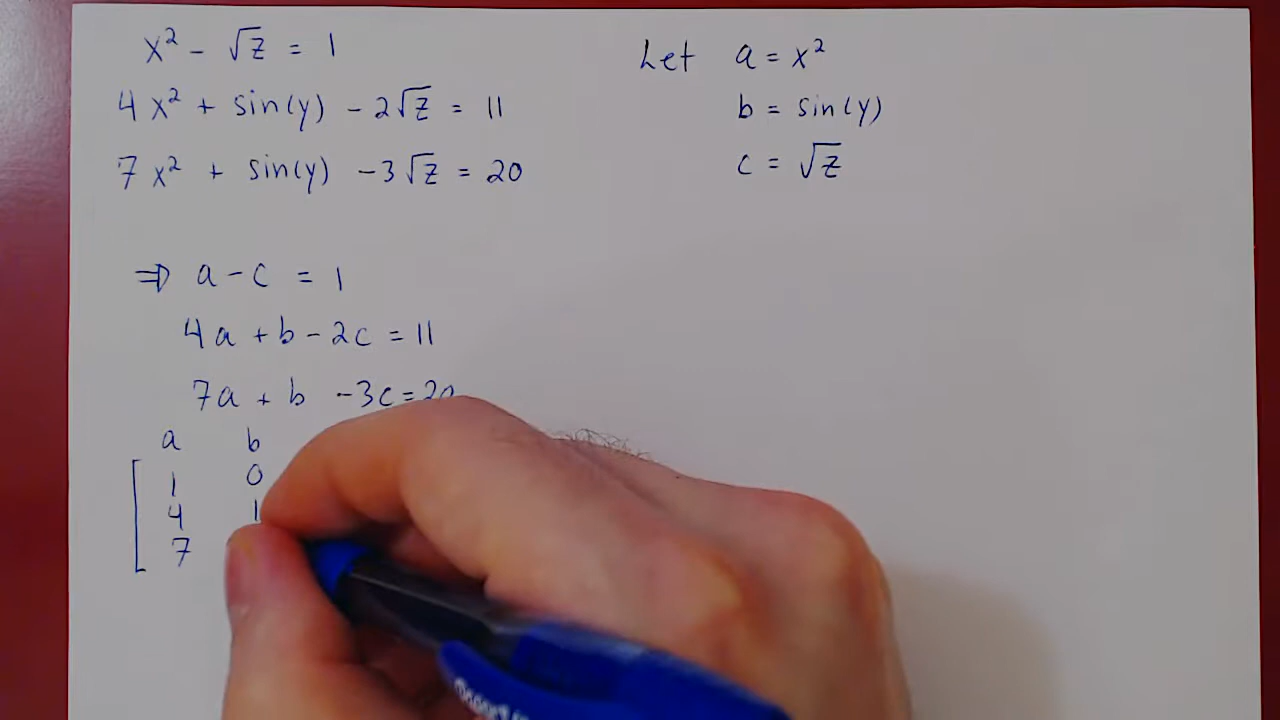 x² - √z = 1
4x² + sin(y) - 2√z = 11
7x² + sin(y) - 3√z = 20
Let a = x²
b = sin(y)
c = √z
⇒ a - c = 1
4a + b - 2c = 11
7a + b - 3c = 20
a b
1 0
4 1
7